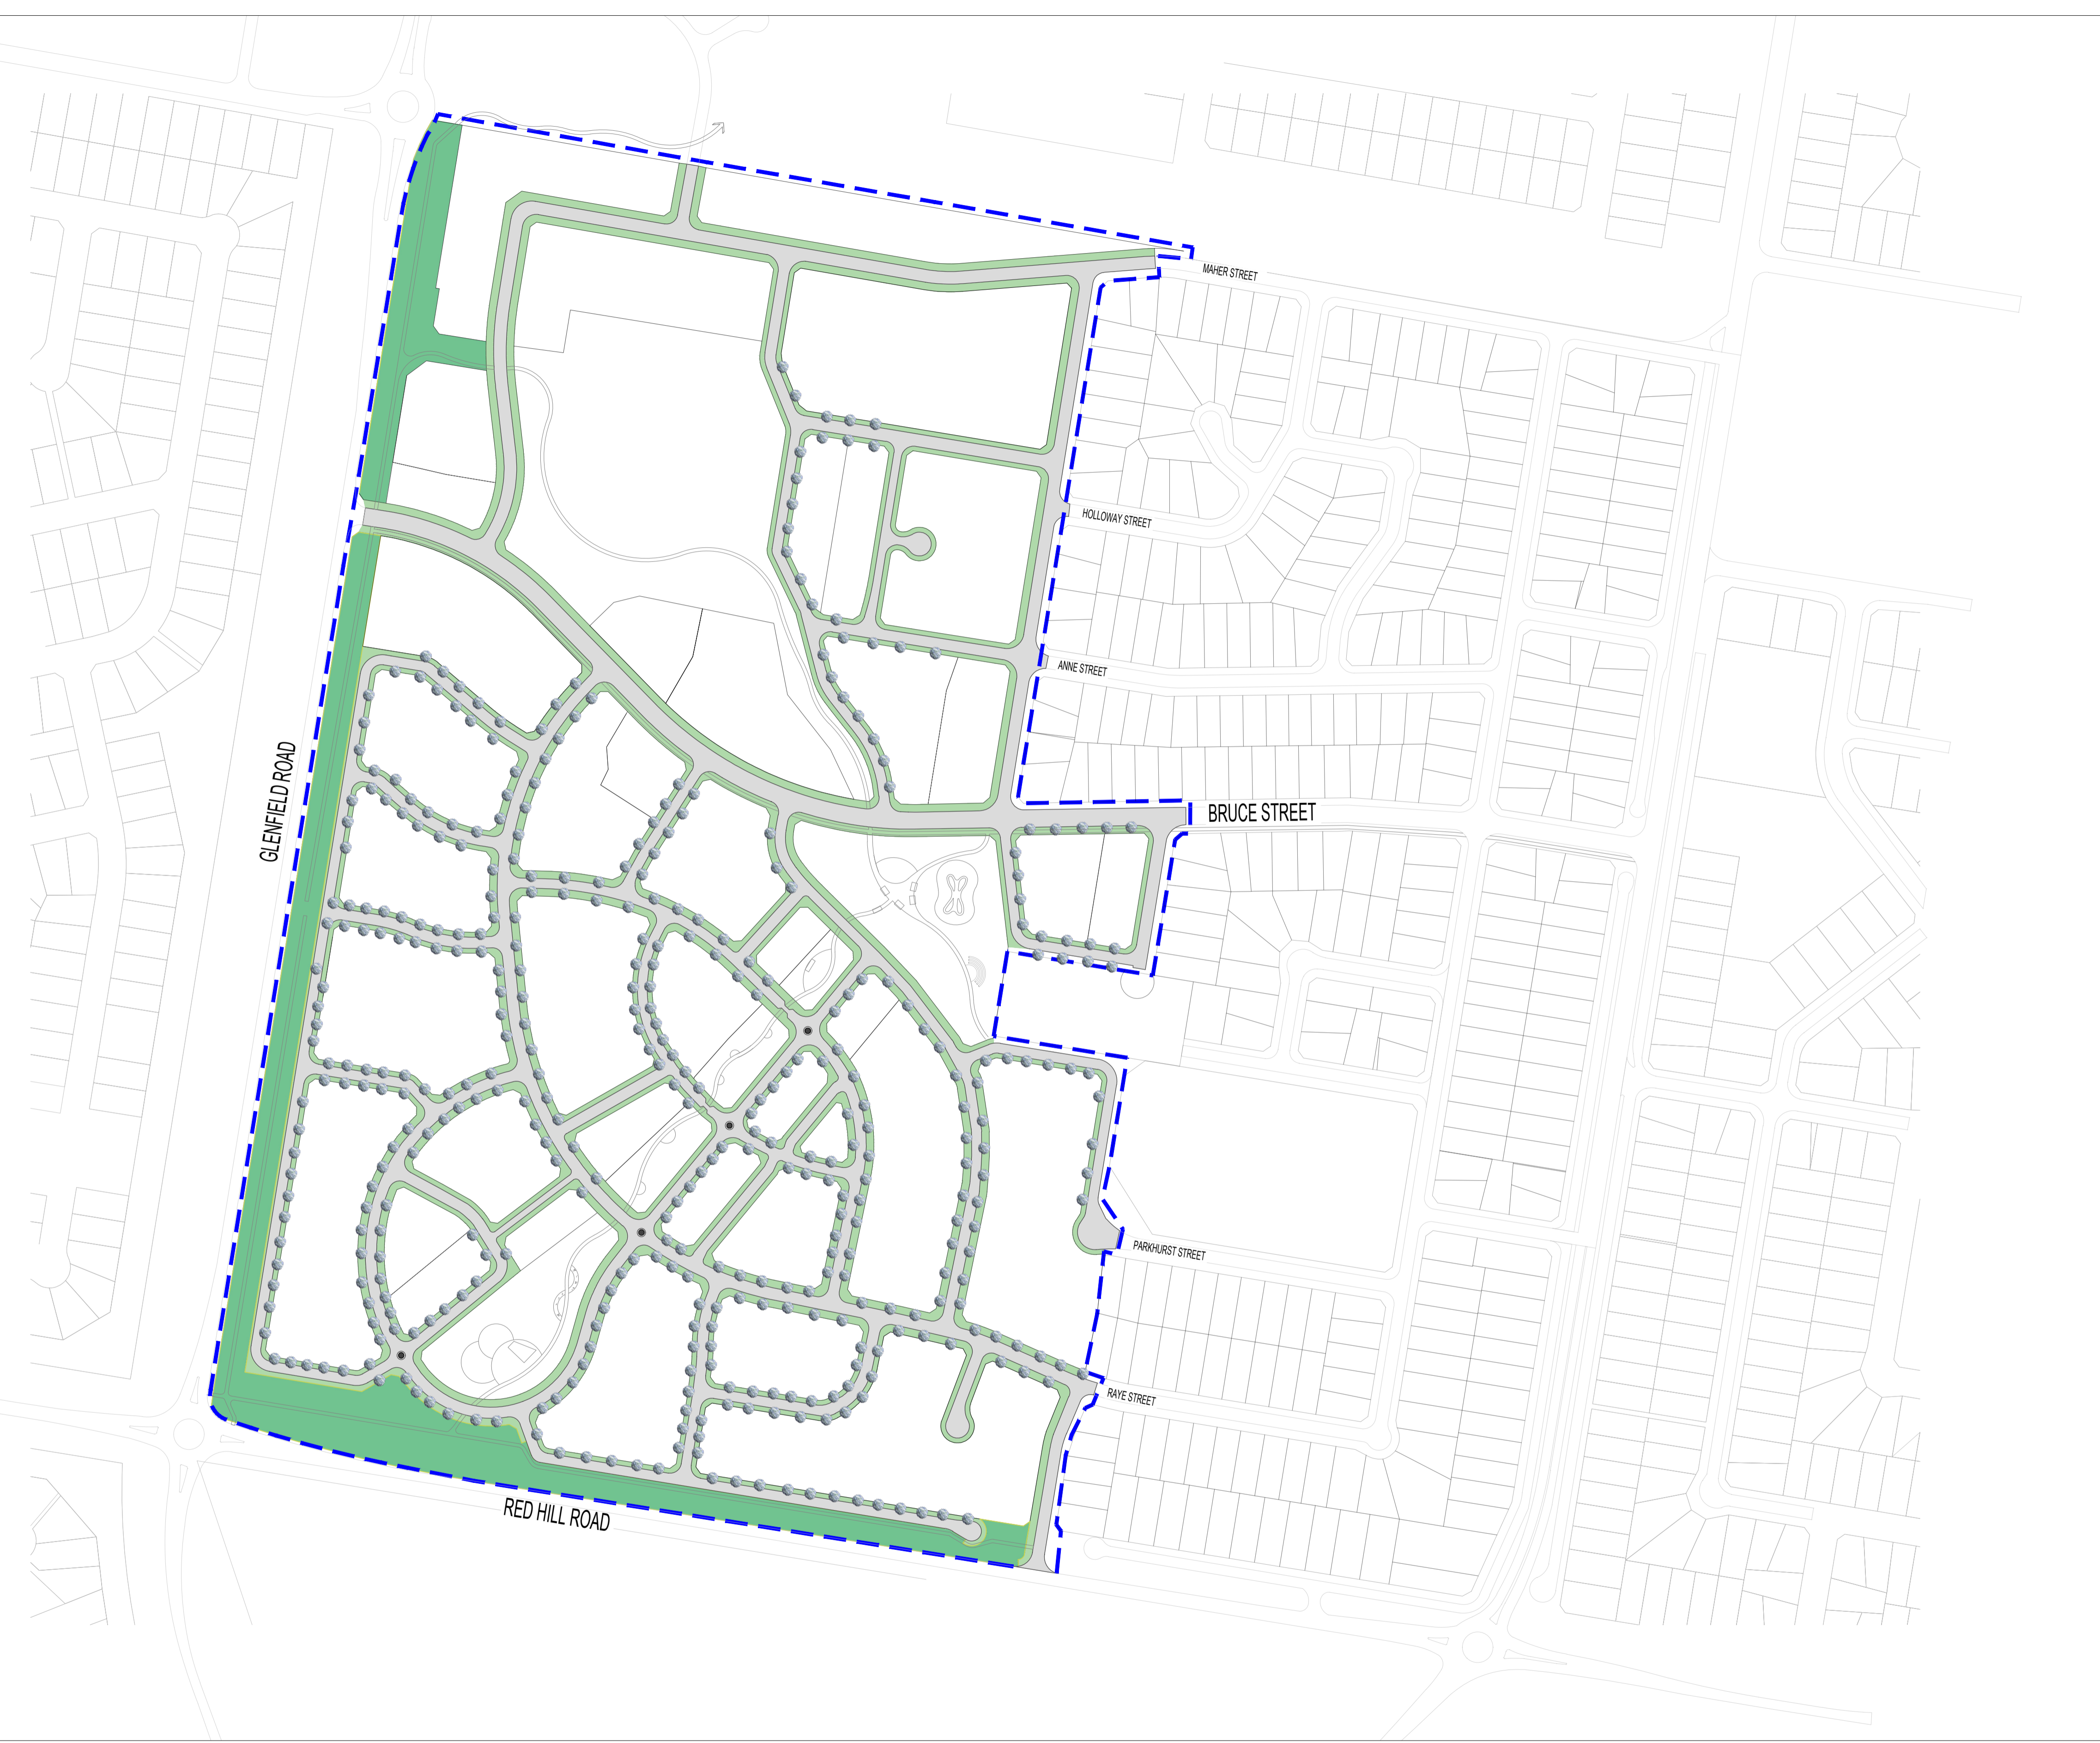 MAHER STREET
HOLLOWAY STREET
ANNE STREET
GLENFIELD ROAD
BRUCE STREET
PARKHURST STREET
RAYE STREET
RED HILL ROAD